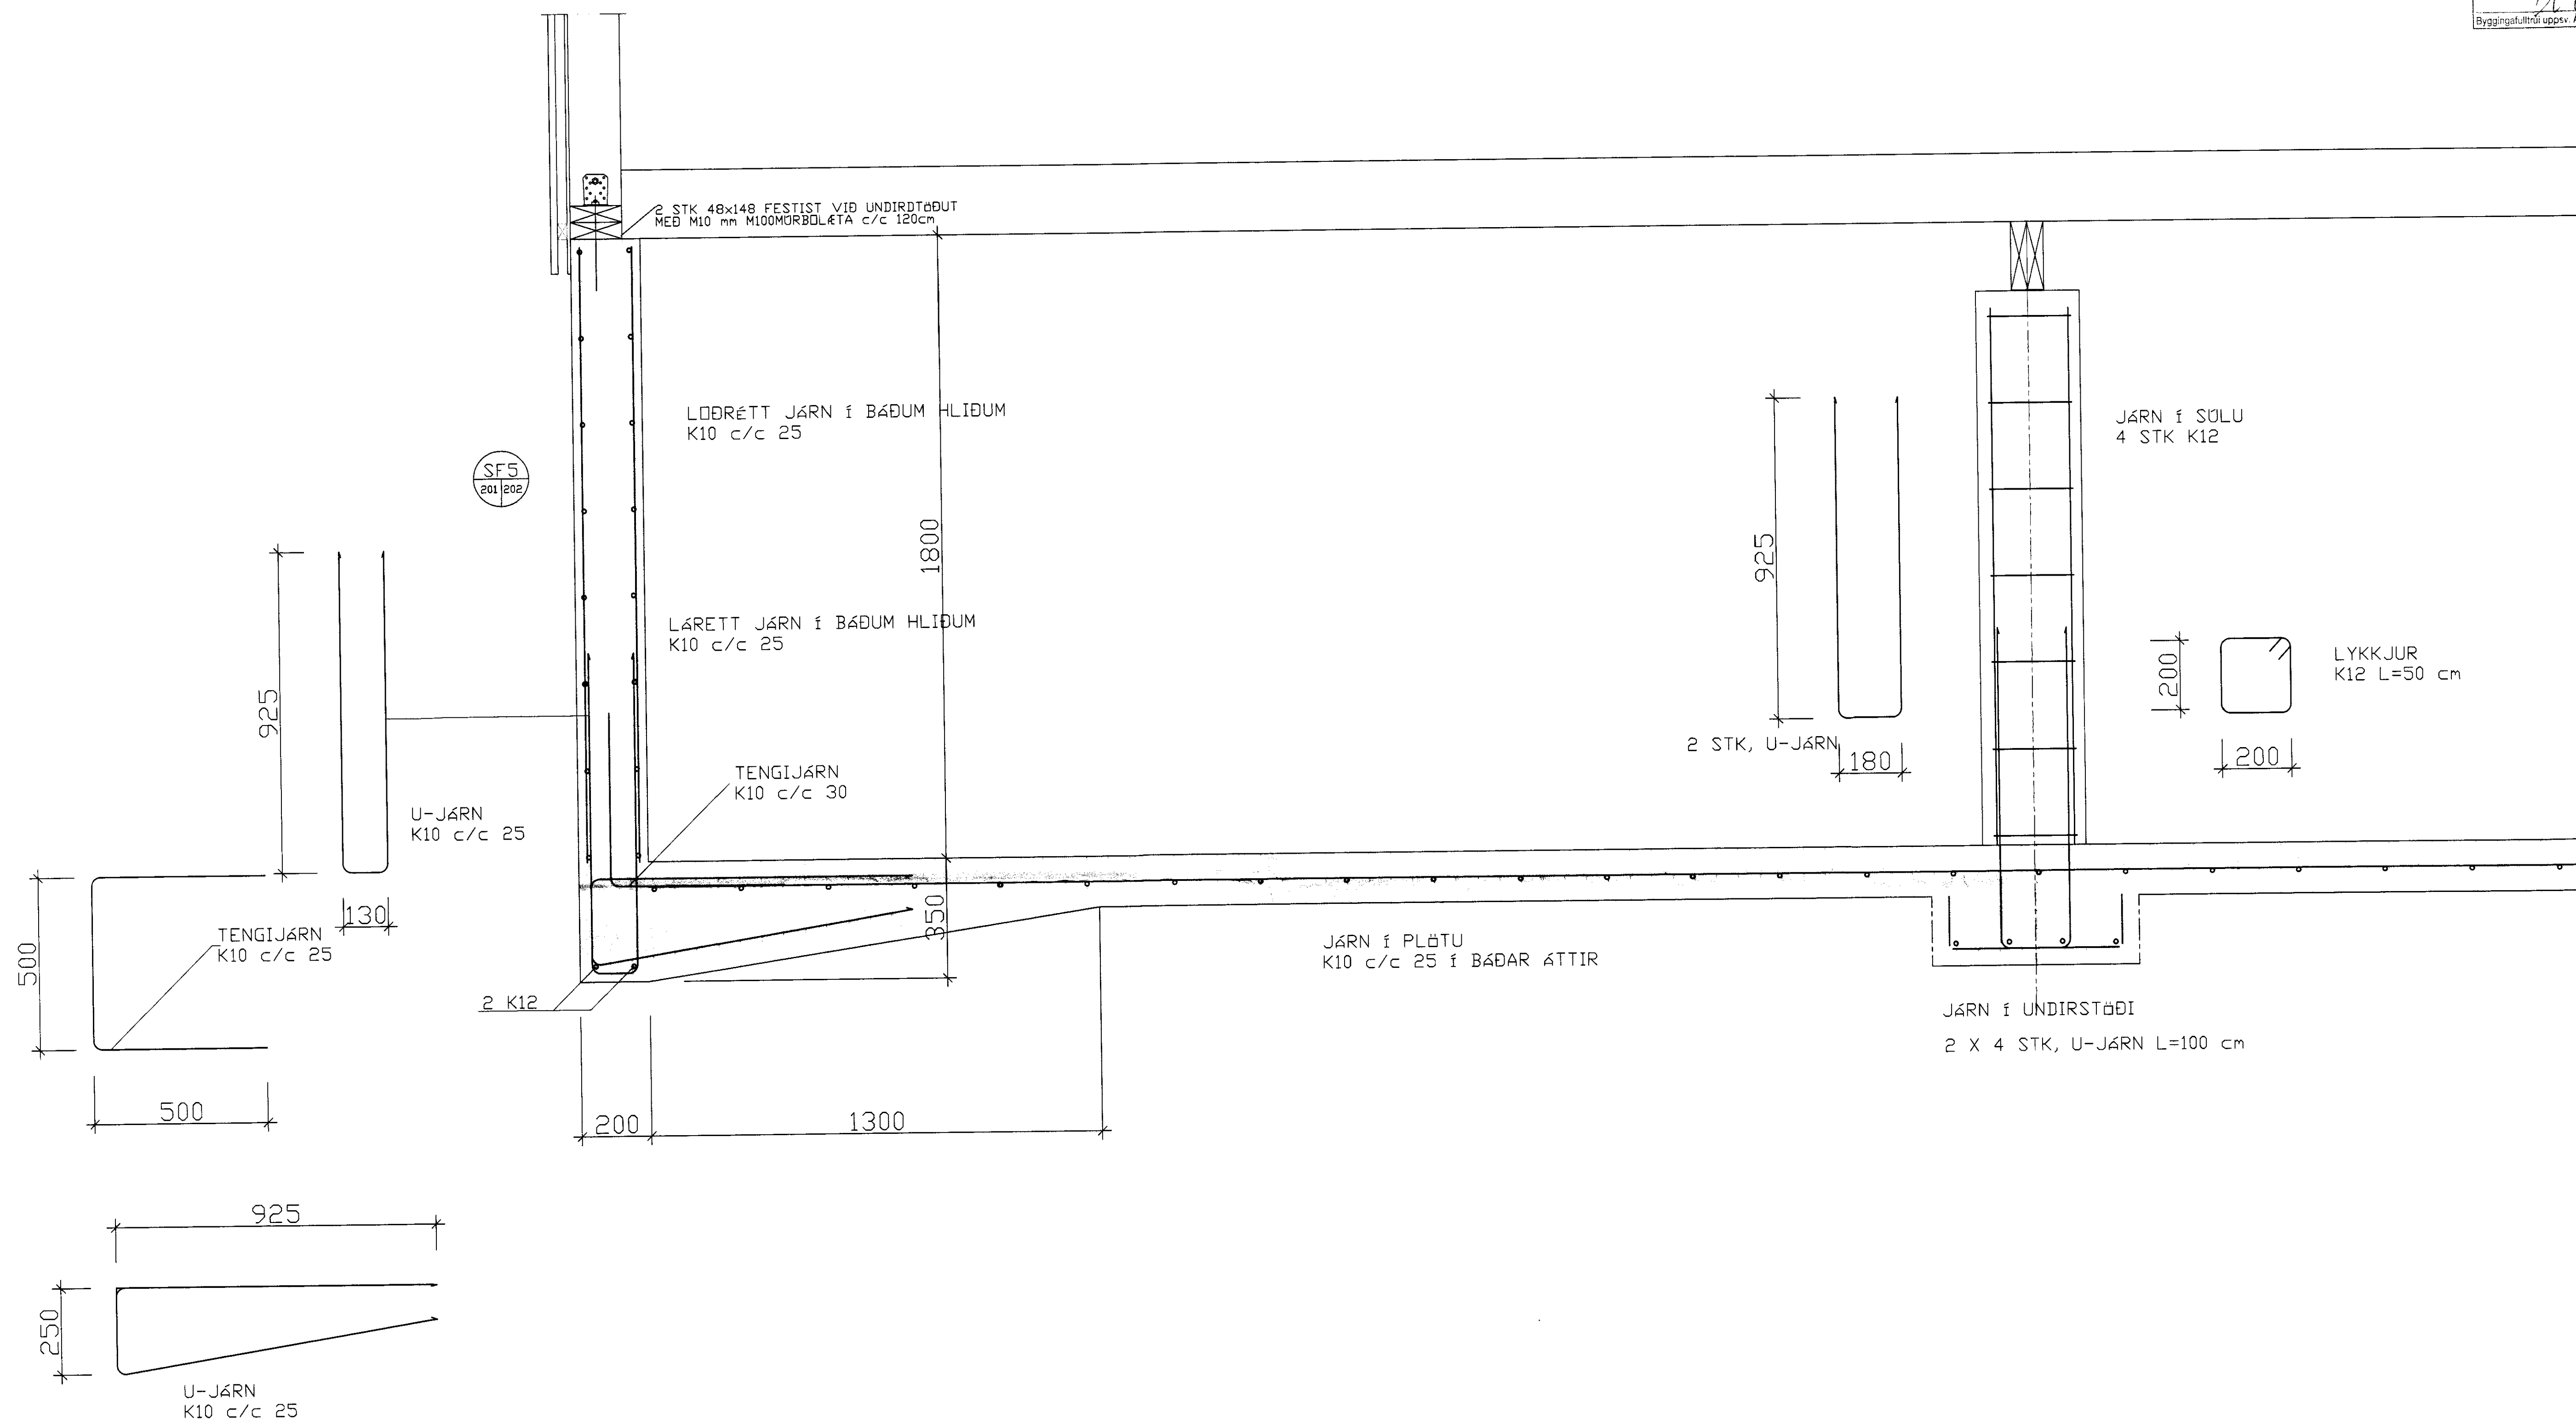 Byggingafulltrúi uppsv.
2 STK 48x148 FESTIST VIÐ UNDIRDTÖÐUT
MEÐ M10 mm M100MÚRBOLÆTA c/c 120cm
LÓÐRÉTT JÁRN Í BÁÐUM HLIÐUM
K10 c/c 25
JÁRN Í SÚLU
4 STK K12
SF5
201 202
1800
925
925
LÁRETT JÁRN Í BÁÐUM HLIÐUM
K10 c/c 25
200
LYKKJUR
K12 L=50 cm
2 STK, U-JÁRN
180
200
TENGIJÁRN
K10 c/c 30
U-JÁRN
K10 c/c 25
130
350
500
TENGIJÁRN
K10 c/c 25
JÁRN Í PLÖTU
K10 c/c 25 Í BÁÐAR ÁTTIR
2 K12
JÁRN Í UNDIRSTÖÐI
2 X 4 STK, U-JÁRN L=100 cm
500
200
1300
925
250
U-JÁRN
K10 c/c 25